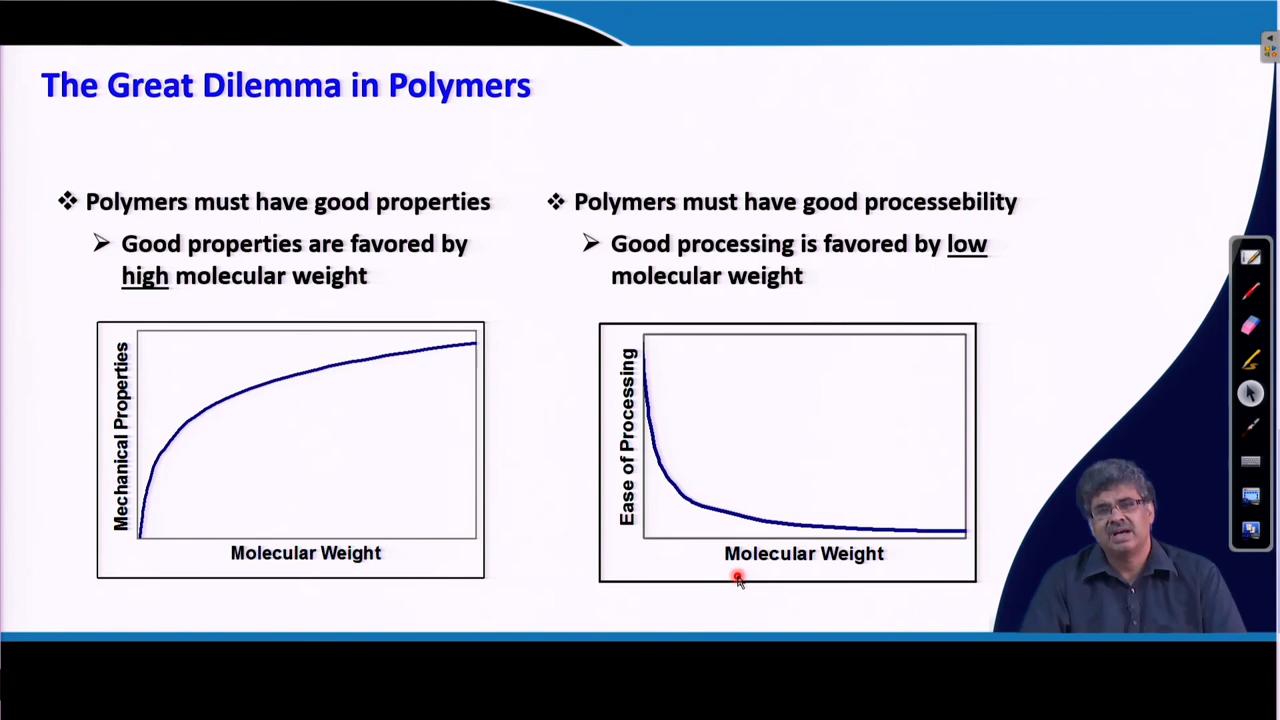 The Great Dilemma in Polymers
❖ Polymers must have good properties
➢ Good properties are favored by
high molecular weight
Mechanical Properties
Molecular Weight
❖ Polymers must have good processebility
➢ Good processing is favored by low
molecular weight
Ease of Processing
Molecular Weight